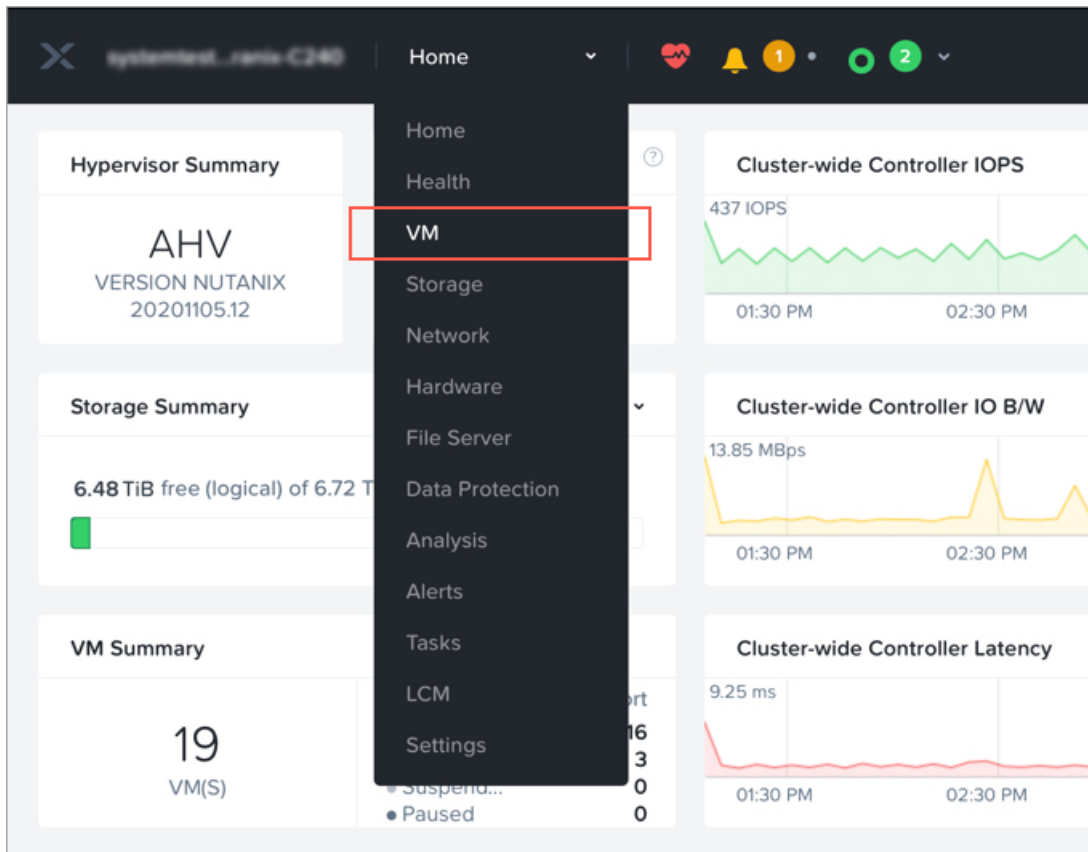 Home
1
2
Home
Health
VM
Storage
Network
Hardware
File Server
Data Protection
Analysis
Alerts
Tasks
LCM
Settings
Hypervisor Summary
AHV
VERSION NUTANIX
20201105.12
?
Cluster-wide Controller IOPS
437 IOPS
01:30 PM 02:30 PM
Storage Summary
6.48 TiB free (logical) of 6.72 T
Cluster-wide Controller IO B/W
13.85 MBps
01:30 PM 02:30 PM
VM Summary
19
VM(S)
ort
16
3
Suspend... 0
Paused 0
Cluster-wide Controller Latency
9.25 ms
01:30 PM 02:30 PM